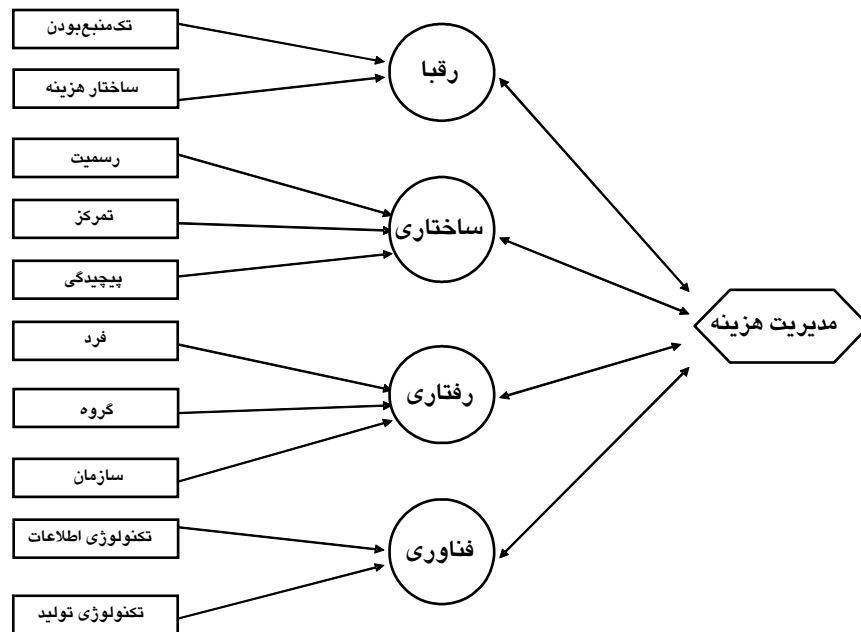 تک‌منبع‌بودن
ساختار هزینه
رسمیت
تمرکز
پیچیدگی
فرد
گروه
سازمان
تکنولوژی اطلاعات
تکنولوژی تولید
رقبا
ساختاری
رفتاری
فناوری
مدیریت هزینه